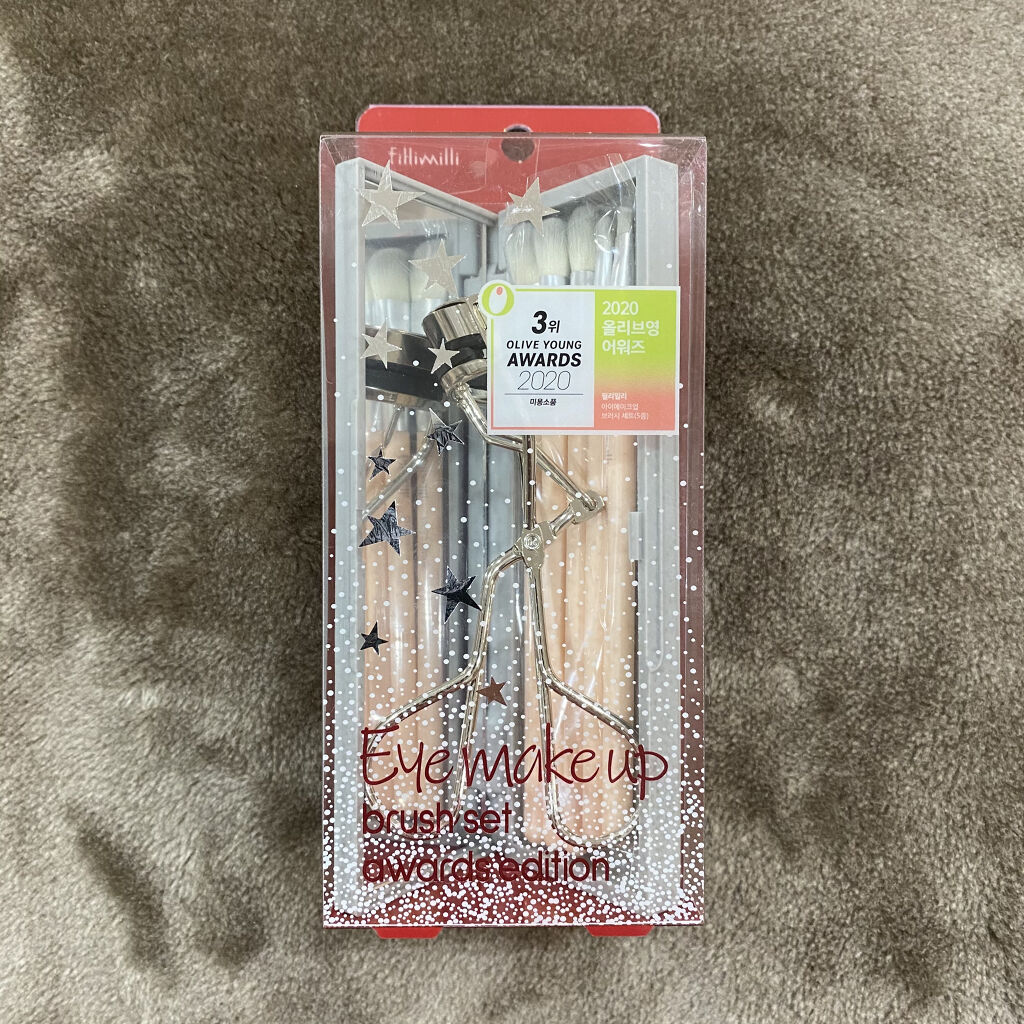 fillimilli
3위
OLIVE YOUNG
AWARDS
2020
미용소품
2020
올리브영
어워즈
필리밀리
아이메이크업
브러시 세트(5종)
Eye make up
brush set
awards edition